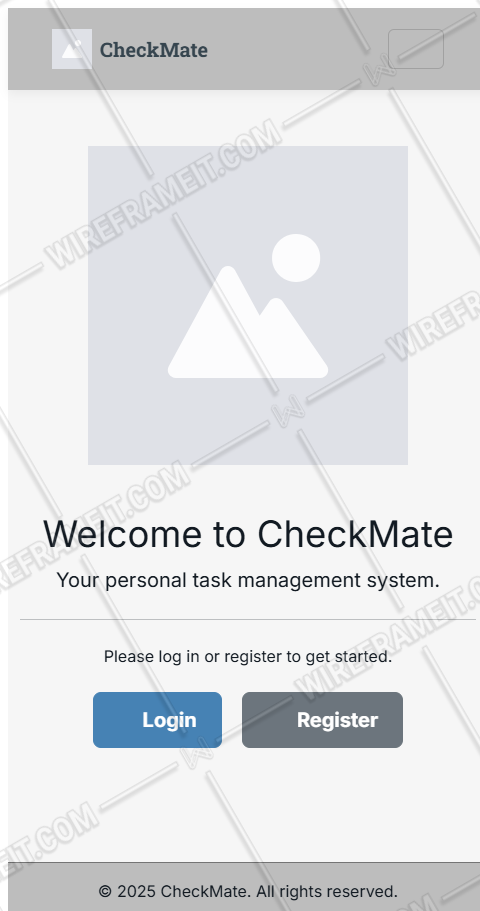 CheckMate
WIREFRAMEIT.COM
Welcome to CheckMate
Your personal task management system.
Please log in or register to get started.
Login
Register
© 2025 CheckMate. All rights reserved.